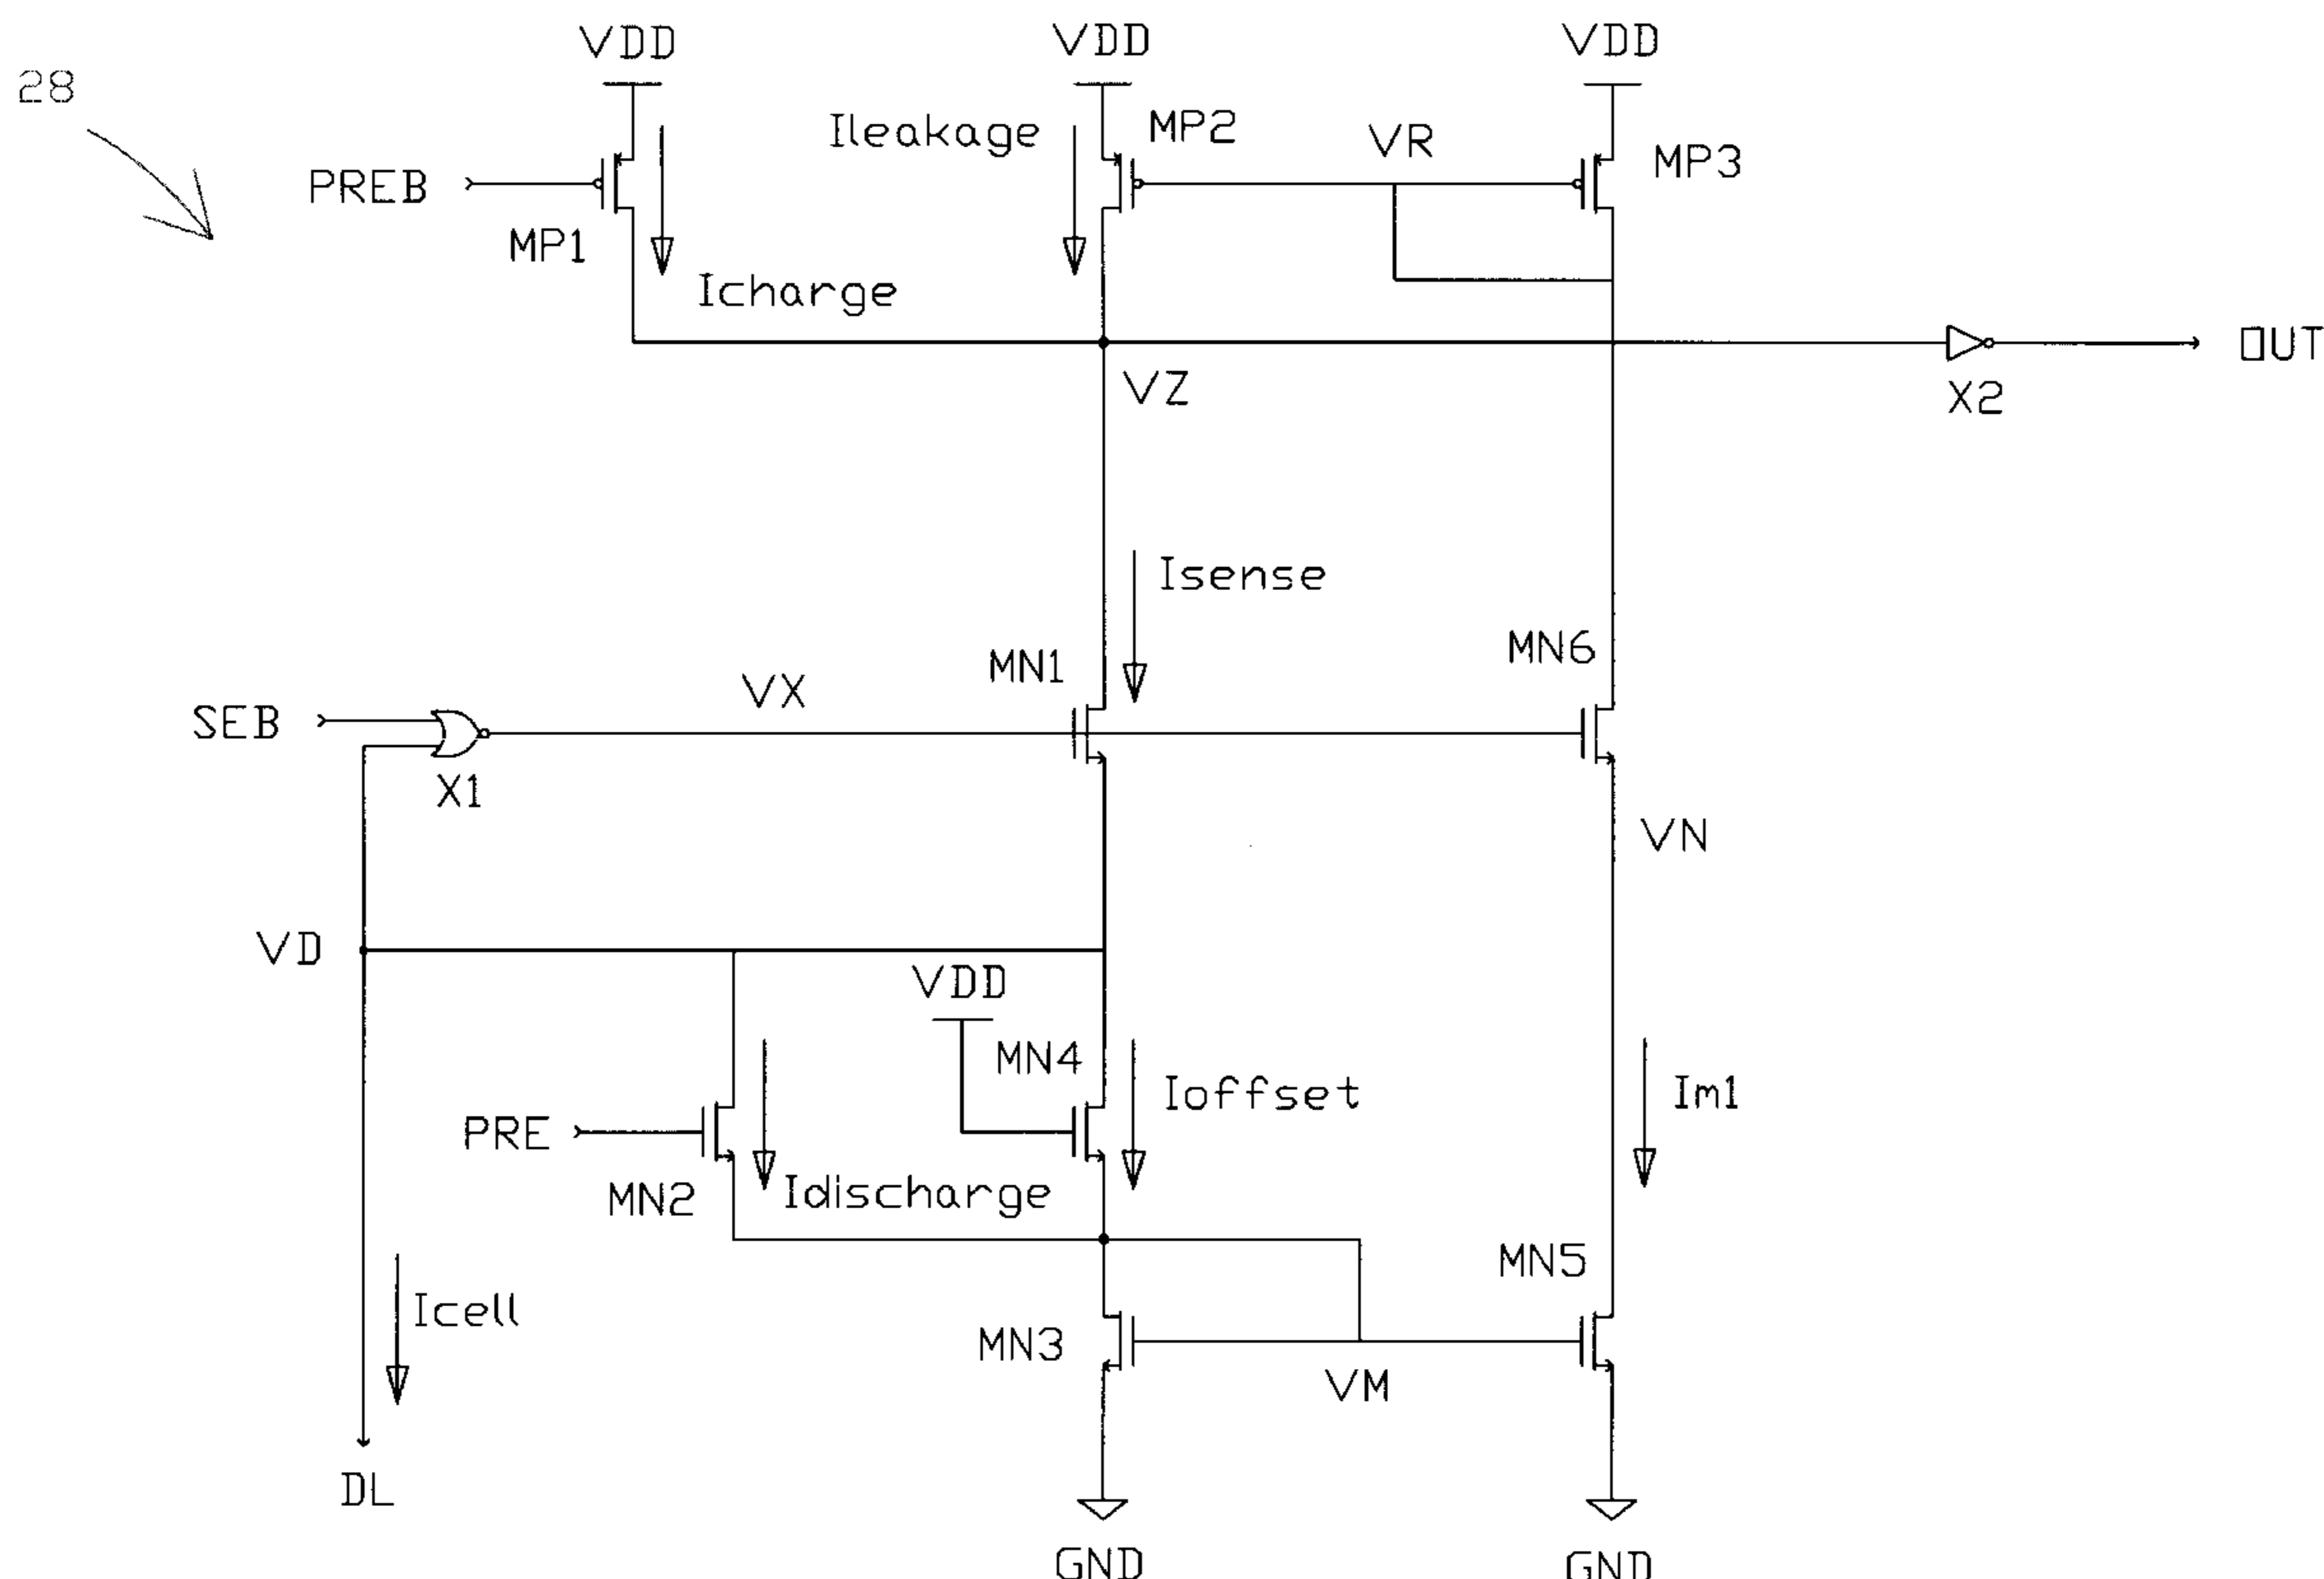 28
VDD
VDD
VDD
Ileakage
MP2
VR
MP3
PREB
MP1
Icharge
VZ
OUT
X2
Isense
MN1
MN6
SEB
VX
X1
VN
VD
VDD
MN4
Ioffset
Im1
PRE
MN2
Idischarge
MN5
Icell
MN3
VM
DL
GND
GND